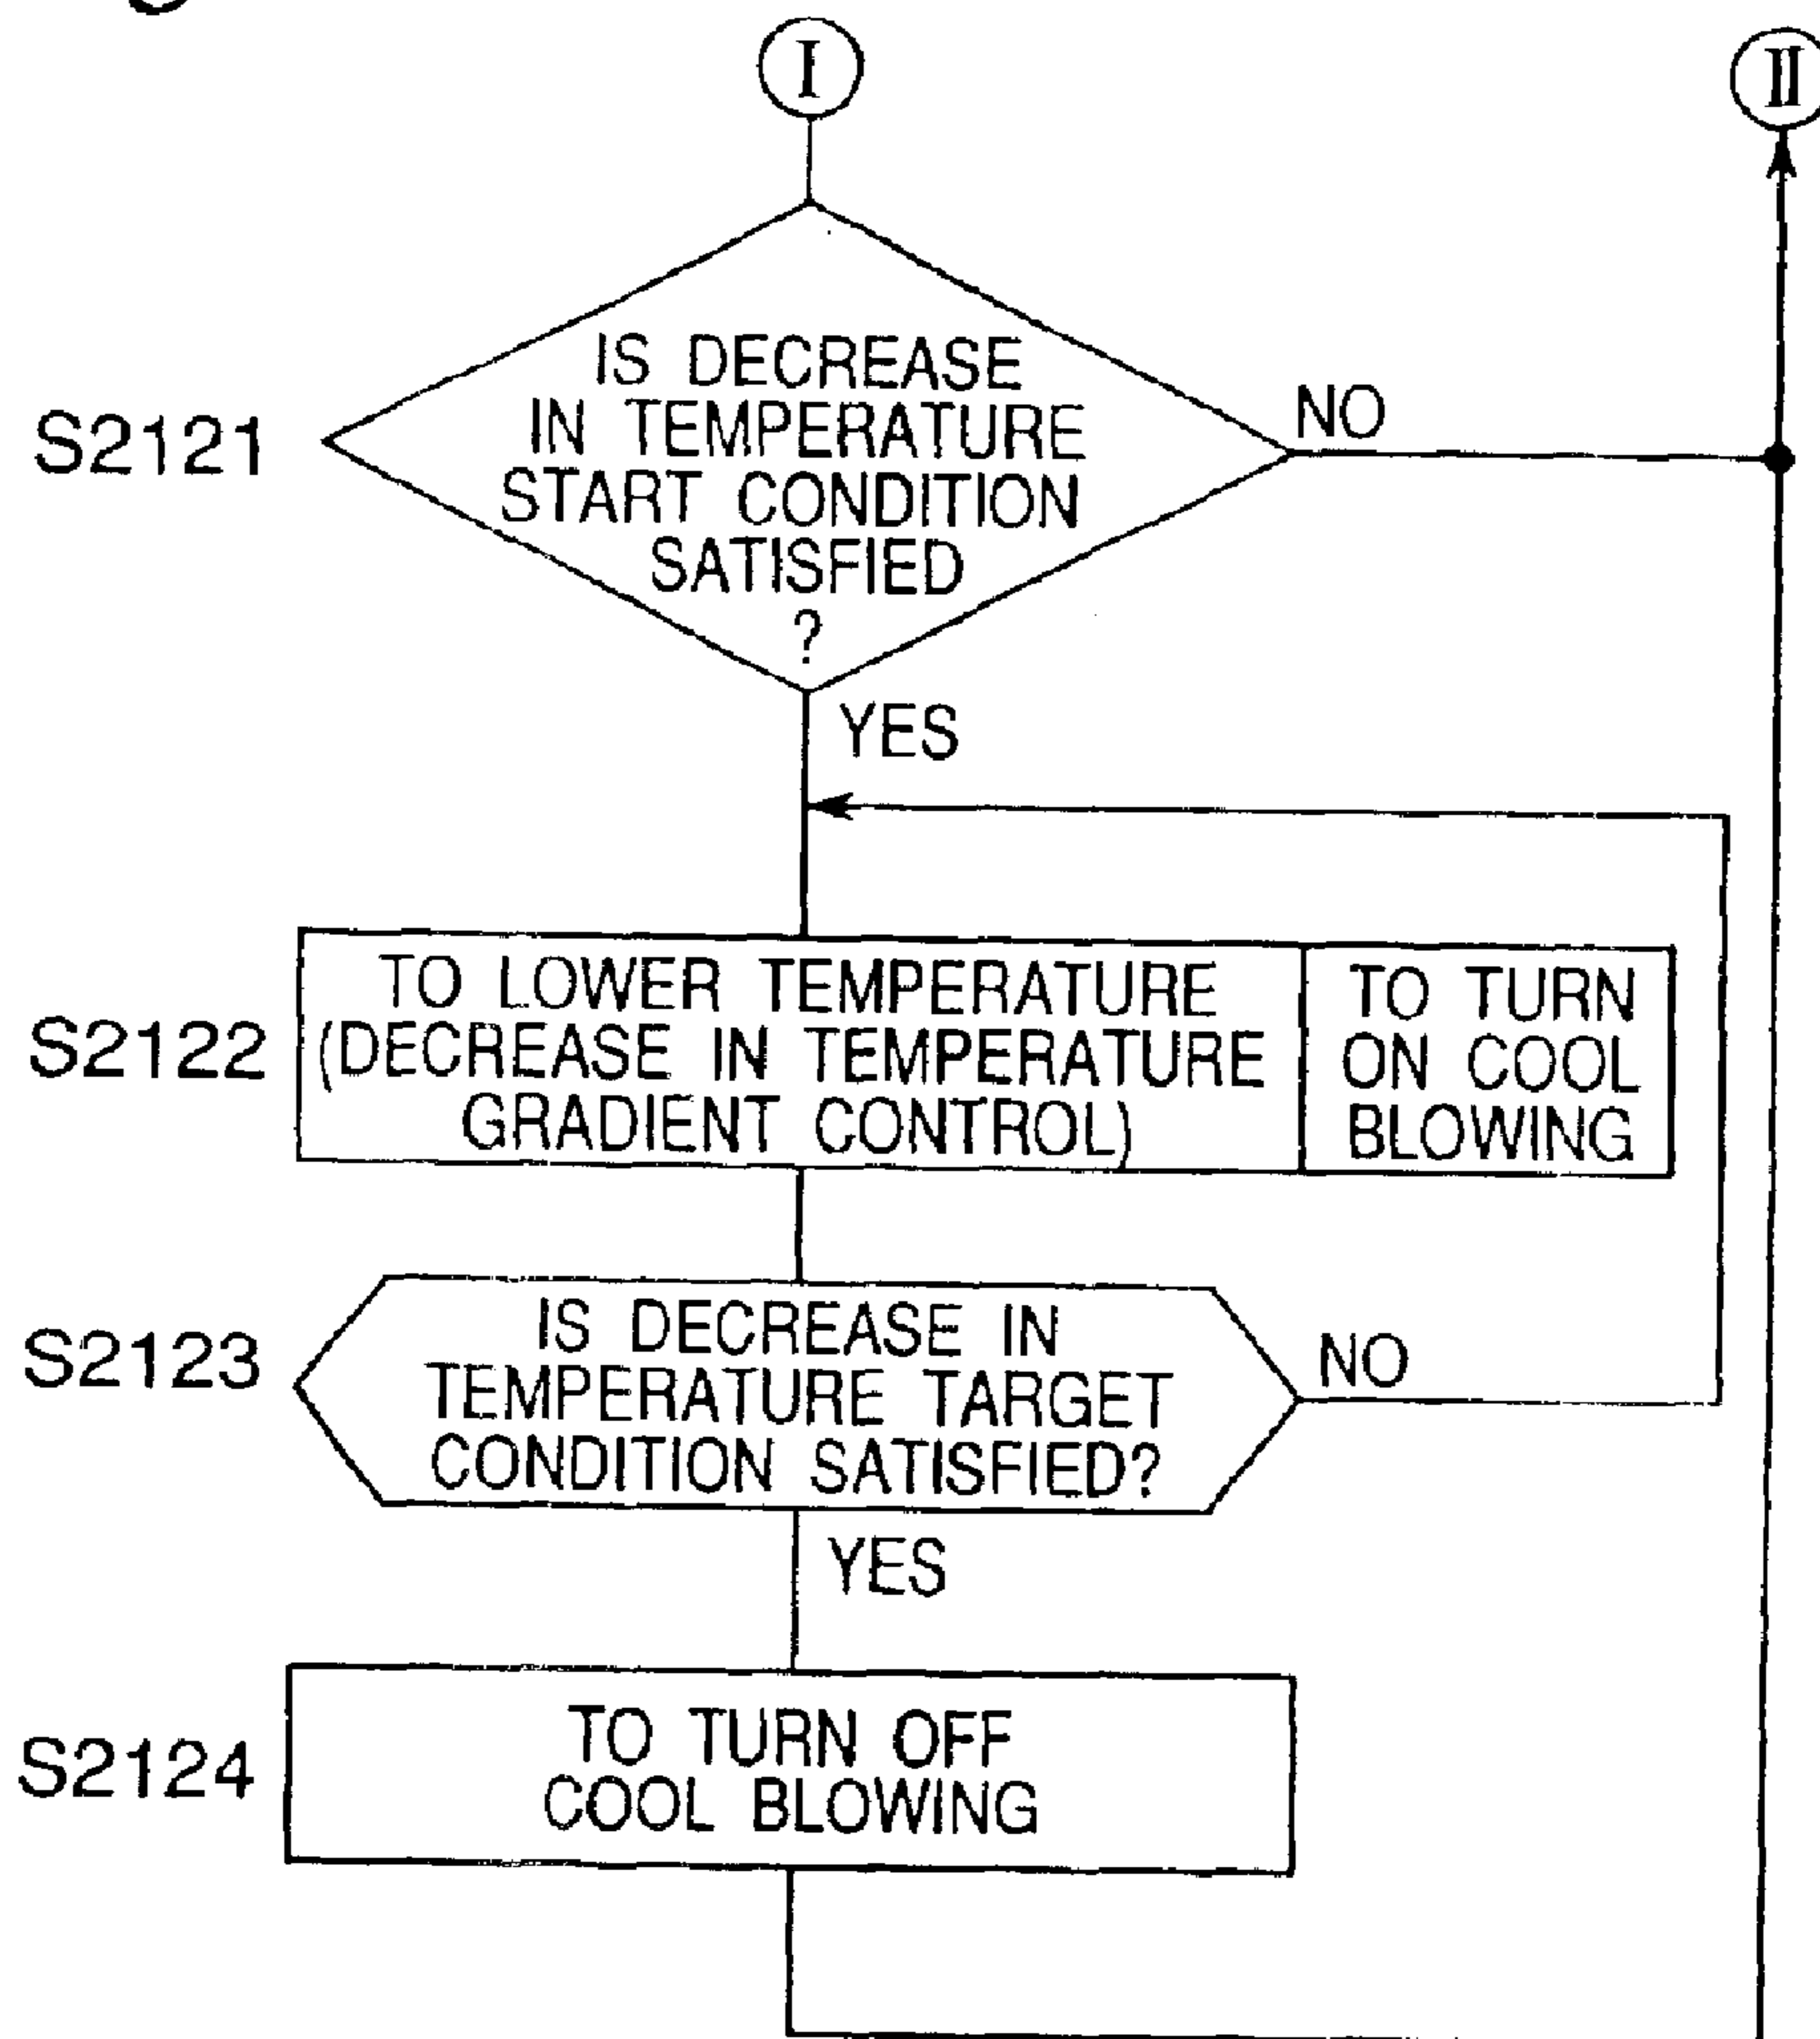 I
II
IS DECREASE
IN TEMPERATURE
START CONDITION
SATISFIED
?
S2121
NO
YES
S2122
TO LOWER TEMPERATURE
(DECREASE IN TEMPERATURE
GRADIENT CONTROL)
TO TURN
ON COOL
BLOWING
S2123
IS DECREASE IN
TEMPERATURE TARGET
CONDITION SATISFIED?
NO
YES
S2124
TO TURN OFF
COOL BLOWING